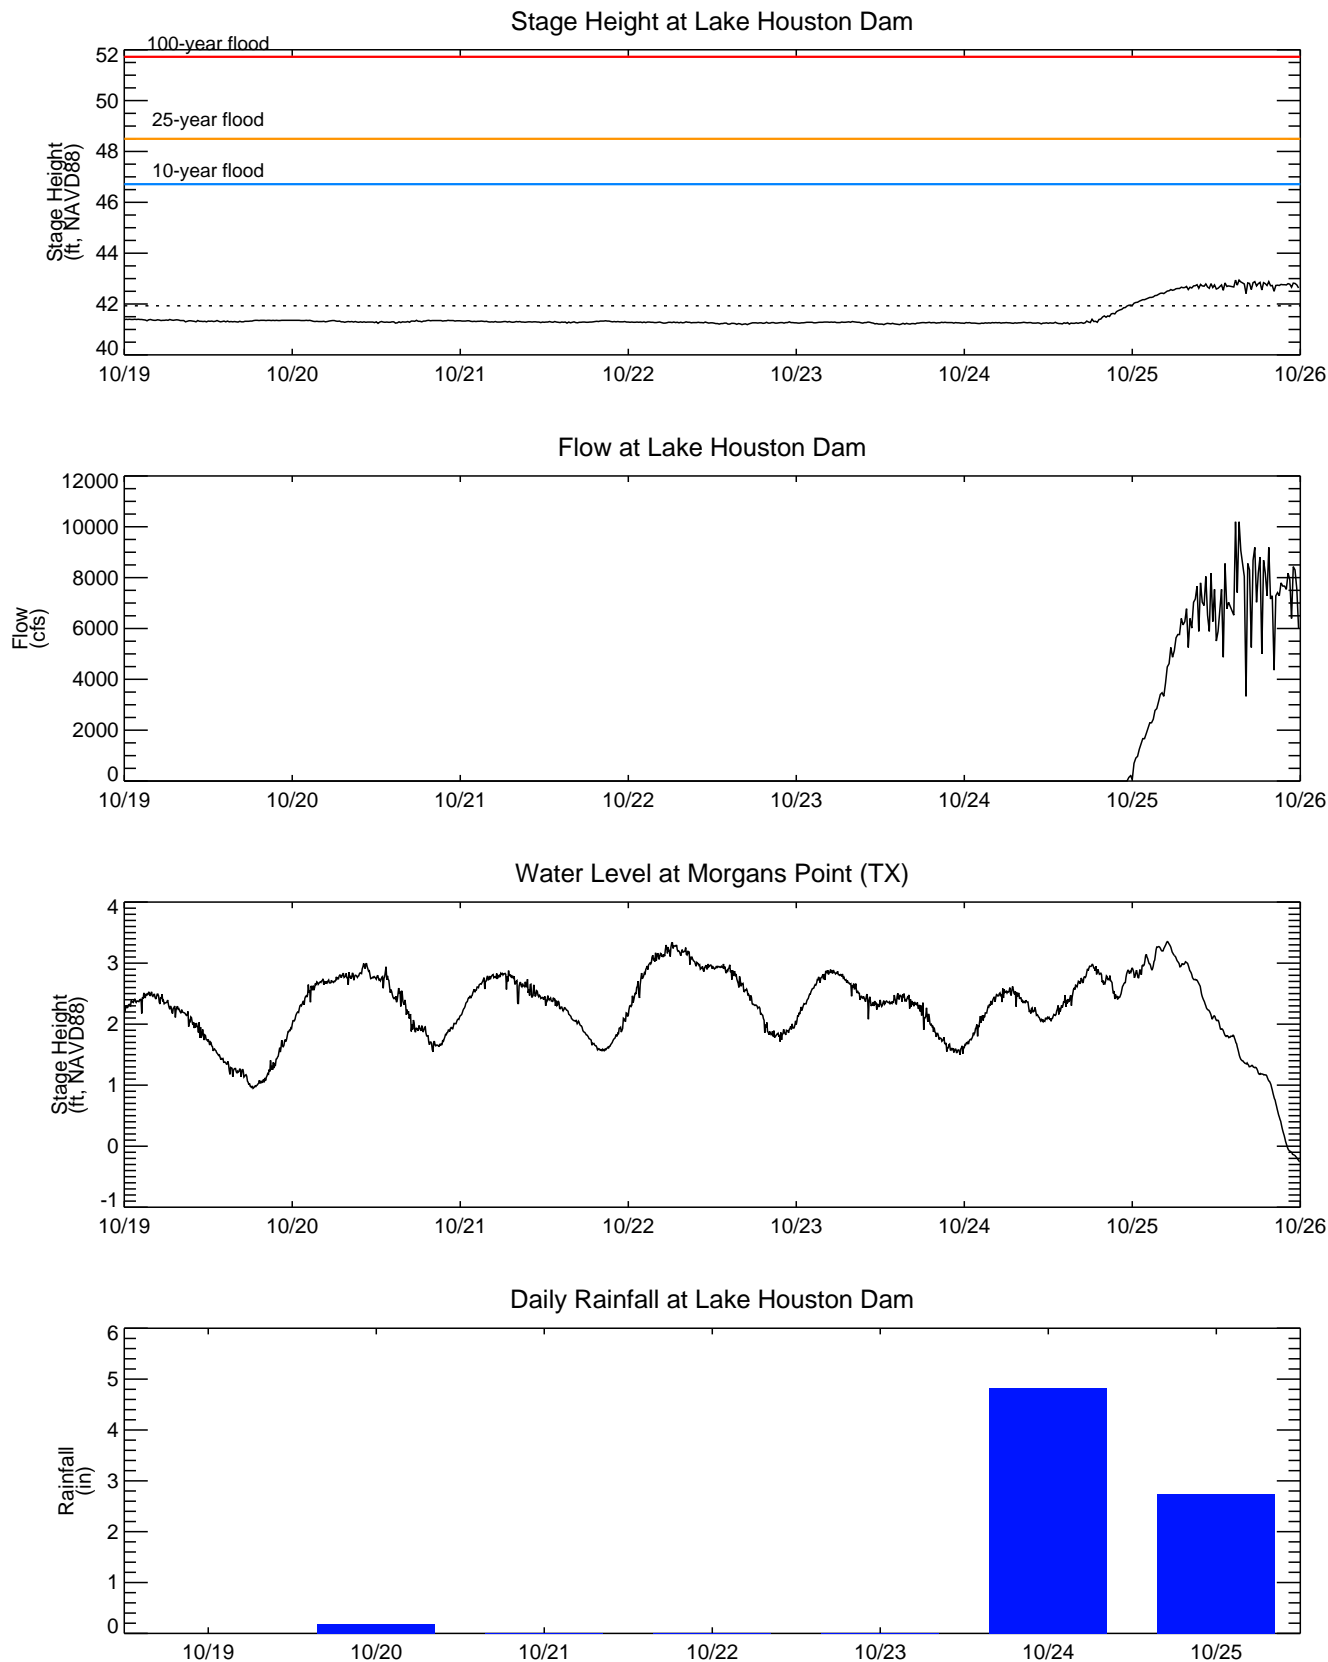 Stage Height at Lake Houston Dam
100-year flood
25-year flood
10-year flood
Stage Height
(ft, NAVD88)
52
50
48
46
44
42
40
10/19 10/20 10/21 10/22 10/23 10/24 10/25 10/26
Flow at Lake Houston Dam
Flow
(cfs)
12000
10000
8000
6000
4000
2000
0
10/19 10/20 10/21 10/22 10/23 10/24 10/25 10/26
Water Level at Morgans Point (TX)
Stage Height
(ft, NAVD88)
4
3
2
1
0
-1
10/19 10/20 10/21 10/22 10/23 10/24 10/25 10/26
Daily Rainfall at Lake Houston Dam
Rainfall
(in)
6
5
4
3
2
1
0
10/19 10/20 10/21 10/22 10/23 10/24 10/25